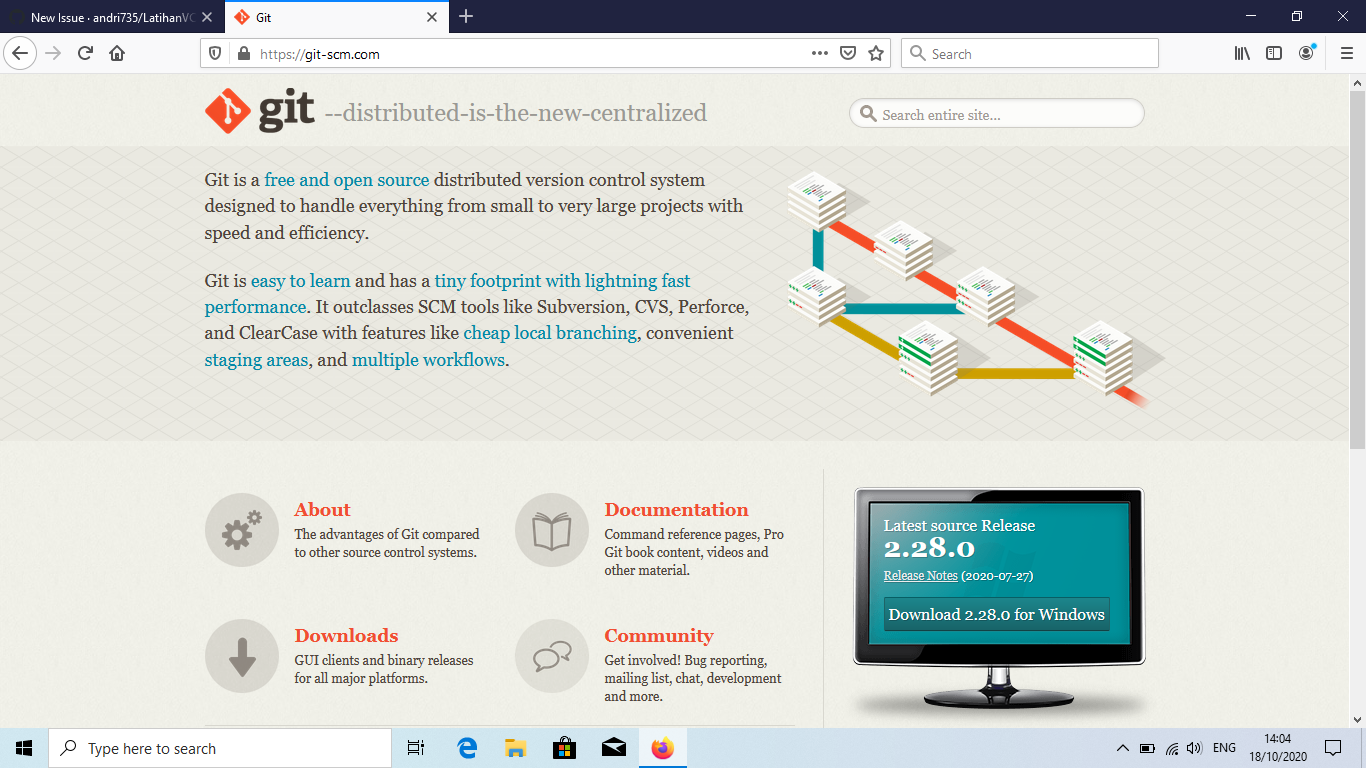 New Issue · andri735/LatihanVC
Git
https://git-scm.com
Search
git --distributed-is-the-new-centralized
Search entire site...
Git is a free and open source distributed version control system
designed to handle everything from small to very large projects with
speed and efficiency.
Git is easy to learn and has a tiny footprint with lightning fast
performance. It outclasses SCM tools like Subversion, CVS, Perforce,
and ClearCase with features like cheap local branching, convenient
staging areas, and multiple workflows.
About
The advantages of Git compared
to other source control systems.
Documentation
Command reference pages, Pro
Git book content, videos and
other material.
Downloads
GUI clients and binary releases
for all major platforms.
Community
Get involved! Bug reporting,
mailing list, chat, development
and more.
Latest source Release
2.28.0
Release Notes (2020-07-27)
Download 2.28.0 for Windows
Type here to search
ENG
14:04
18/10/2020